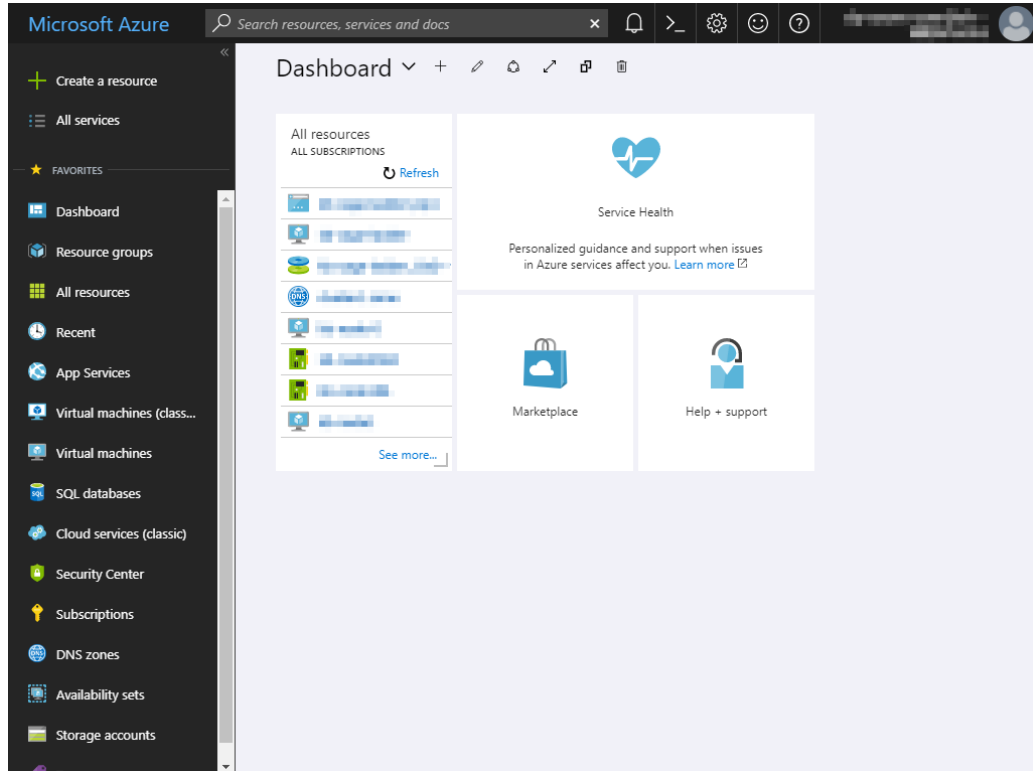 Microsoft Azure
Search resources, services and docs
Create a resource
All services
FAVORITES
Dashboard
Resource groups
All resources
Recent
App Services
Virtual machines (class...
Virtual machines
SQL databases
Cloud services (classic)
Security Center
Subscriptions
DNS zones
Availability sets
Storage accounts
Dashboard
All resources
ALL SUBSCRIPTIONS
Refresh
See more...
Service Health
Personalized guidance and support when issues
in Azure services affect you. Learn more
Marketplace
Help + support